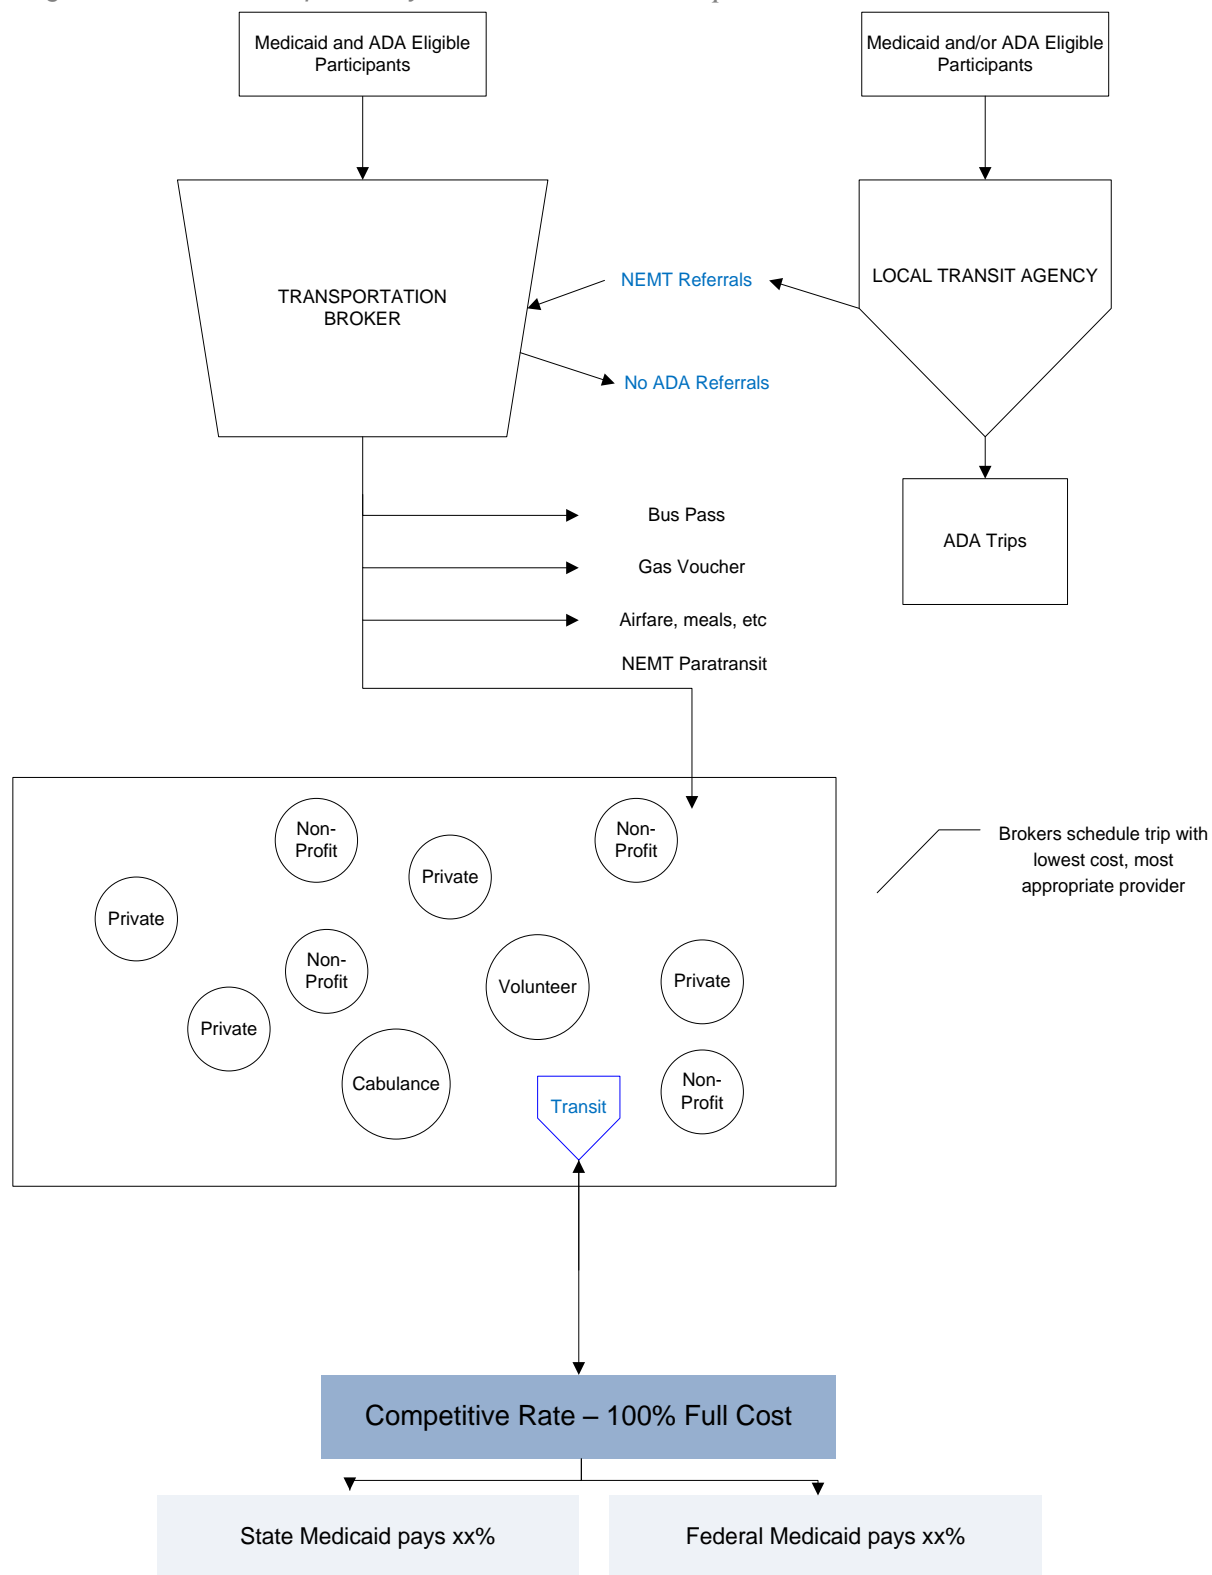 Medicaid and ADA Eligible
Participants
Medicaid and/or ADA Eligible
Participants
TRANSPORTATION
BROKER
NEMT Referrals
LOCAL TRANSIT AGENCY
No ADA Referrals
Bus Pass
Gas Voucher
Airfare, meals, etc
NEMT Paratransit
ADA Trips
Non-
Profit
Private
Non-
Profit
Private
Non-
Profit
Volunteer
Private
Private
Cabulance
Transit
Non-
Profit
Brokers schedule trip with
lowest cost, most
appropriate provider
Competitive Rate – 100% Full Cost
State Medicaid pays xx%
Federal Medicaid pays xx%